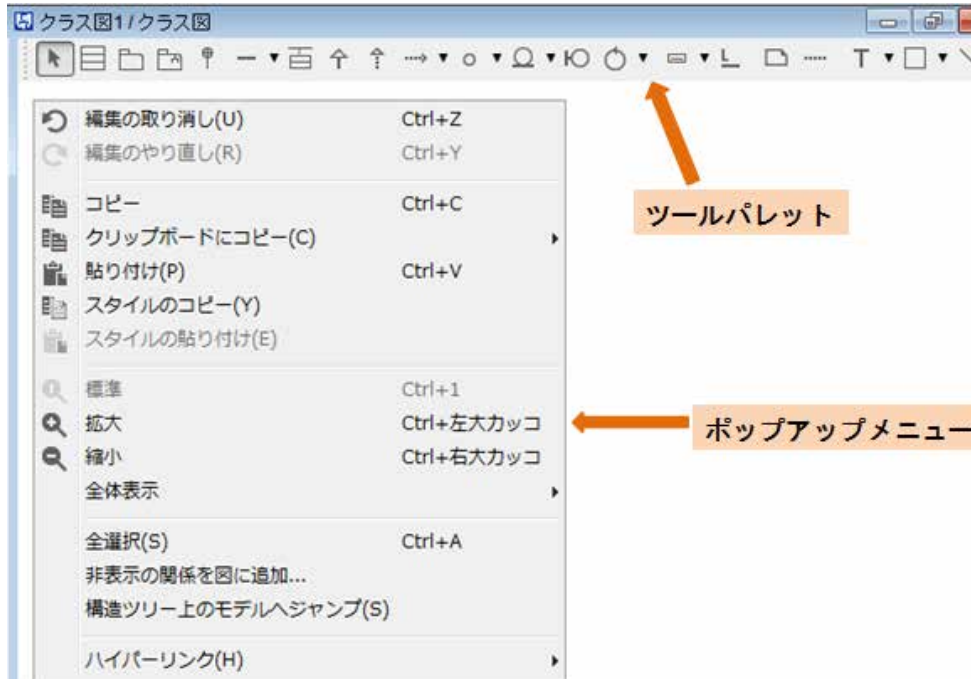 クラス図1 / クラス図
T
編集の取り消し(U) Ctrl+Z
編集のやり直し(R) Ctrl+Y
コピー Ctrl+C
クリップボードにコピー(C)
貼り付け(P) Ctrl+V
スタイルのコピー(Y)
スタイルの貼り付け(E)
標準 Ctrl+1
拡大 Ctrl+左大カッコ
縮小 Ctrl+右大カッコ
全体表示
全選択(S) Ctrl+A
非表示の関係を図に追加...
構造ツリー上のモデルへジャンプ(S)
ハイパーリンク(H)
ツールパレット
ポップアップメニュー